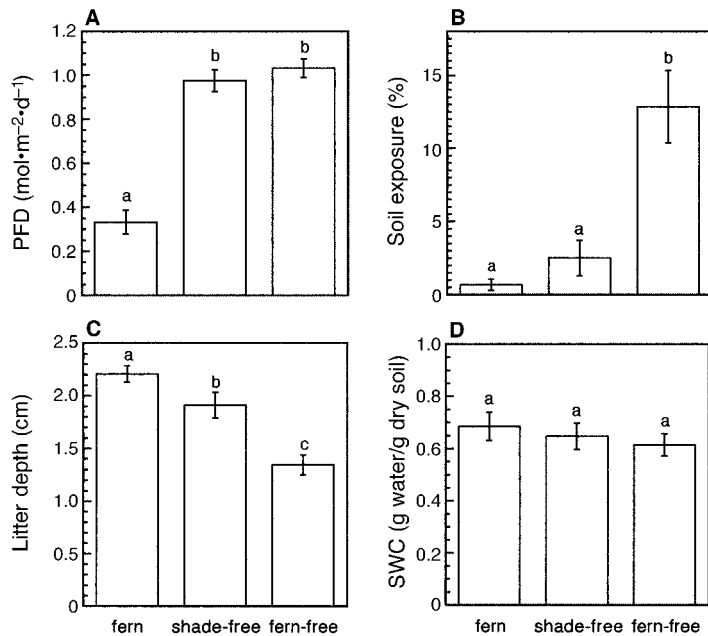 A
PFD (mol•m−2•d−1)
1.2
1.0
0.8
0.6
0.4
0.2
0
a
b
b
B
Soil exposure (%)
15
10
5
0
a
a
b
C
Litter depth (cm)
2.5
2.0
1.5
1.0
0.5
0
a
b
c
fern shade-free fern-free
D
SWC (g water/g dry soil)
1.0
0.8
0.6
0.4
0.2
0
a
a
a
fern shade-free fern-free